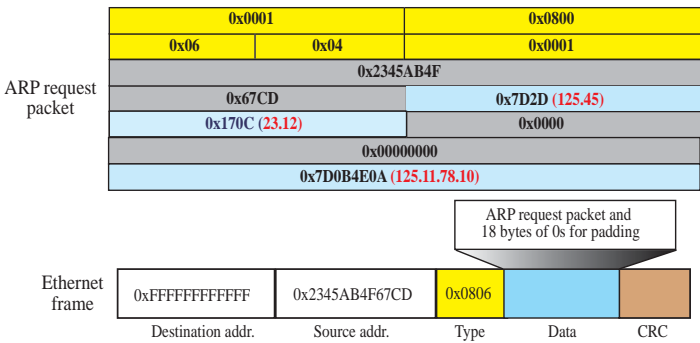 0x0001 0x0800
0x06 0x04 0x0001
0x2345AB4F
ARP request
packet
0x67CD 0x7D2D (125.45)
0x170C (23.12) 0x0000
0x00000000
0x7D0B4E0A (125.11.78.10)
ARP request packet and
18 bytes of 0s for padding
Ethernet
frame
0xFFFFFFFFFFFF 0x2345AB4F67CD 0x0806
Destination addr. Source addr. Type Data CRC